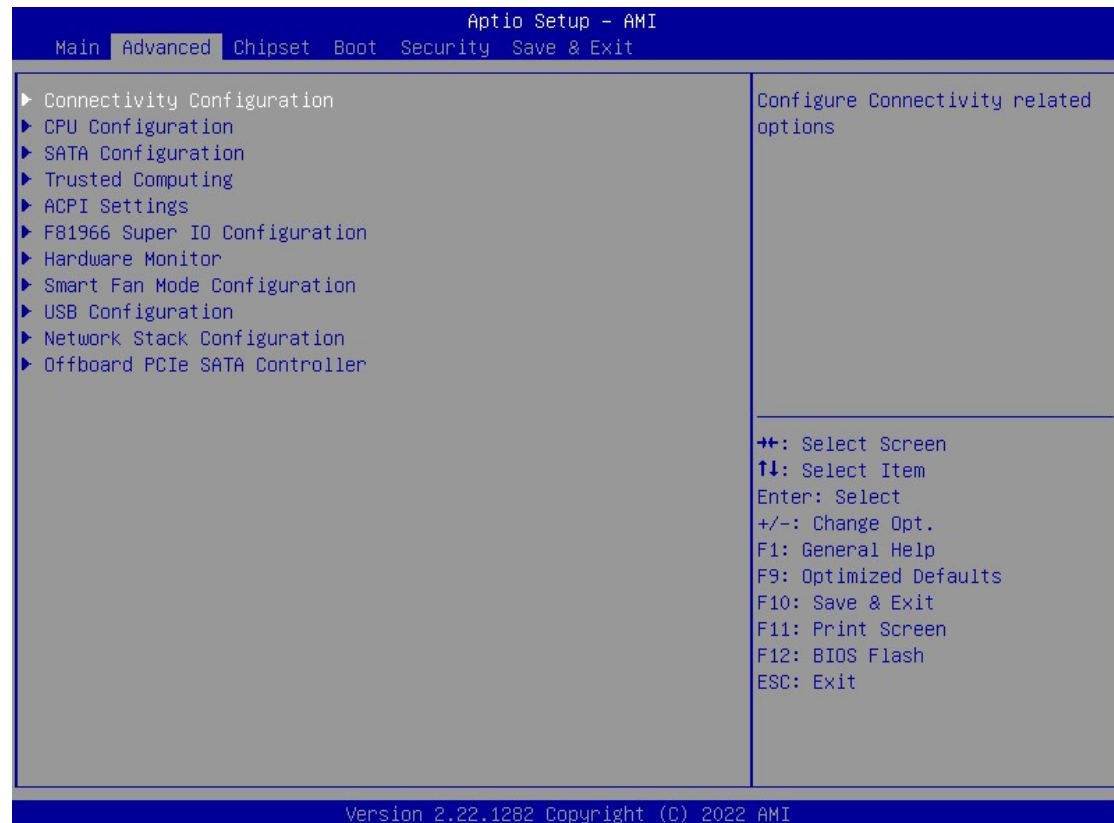 Aptio Setup – AMI
Main Advanced Chipset Boot Security Save & Exit
▶ Connectivity Configuration
▶ CPU Configuration
▶ SATA Configuration
▶ Trusted Computing
▶ ACPI Settings
▶ F81966 Super IO Configuration
▶ Hardware Monitor
▶ Smart Fan Mode Configuration
▶ USB Configuration
▶ Network Stack Configuration
▶ Offboard PCIe SATA Controller
Configure Connectivity related
options
→←: Select Screen
↑↓: Select Item
Enter: Select
+/-: Change Opt.
F1: General Help
F9: Optimized Defaults
F10: Save & Exit
F11: Print Screen
F12: BIOS Flash
ESC: Exit
Version 2.22.1282 Copyright (C) 2022 AMI